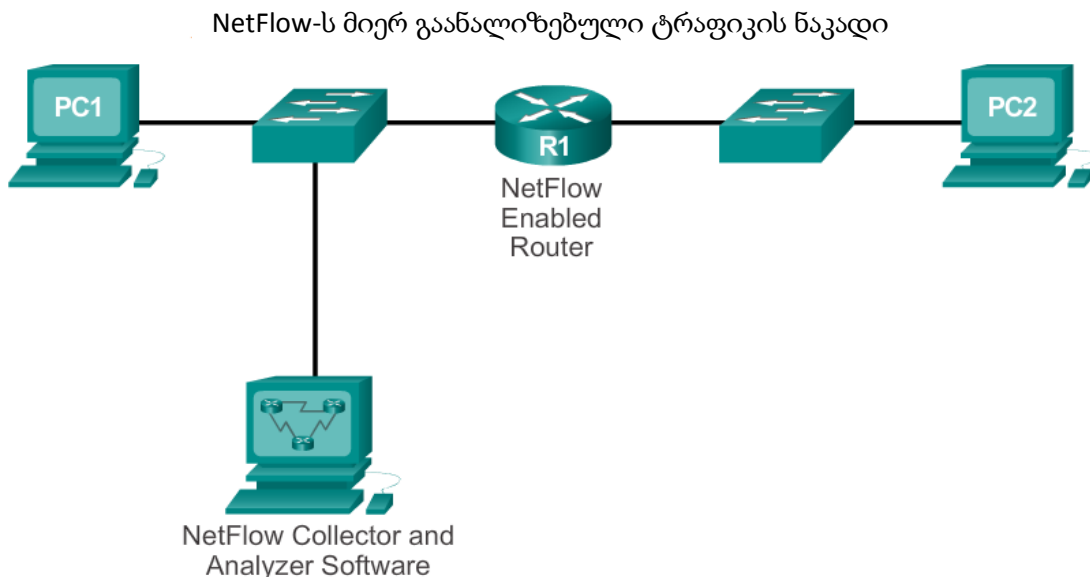 NetFlow-ს მიერ გაანალიზებული ტრაფიკის ნაკადი
PC1
R1
PC2
NetFlow
Enabled
Router
NetFlow Collector and
Analyzer Software